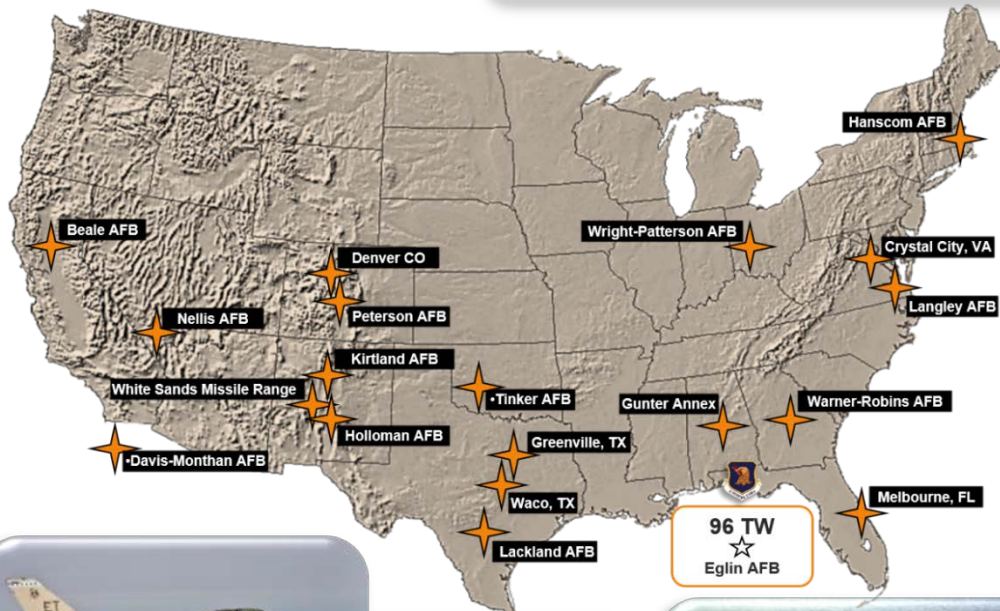 Hanscom AFB
Beale AFB
Wright-Patterson AFB
Crystal City, VA
Denver CO
Langley AFB
Peterson AFB
Nellis AFB
Kirtland AFB
White Sands Missile Range
•Tinker AFB
Gunter Annex
Warner-Robins AFB
Holloman AFB
Greenville, TX
•Davis-Monthan AFB
Waco, TX
Melbourne, FL
96 TW
Lackland AFB
Eglin AFB
ET